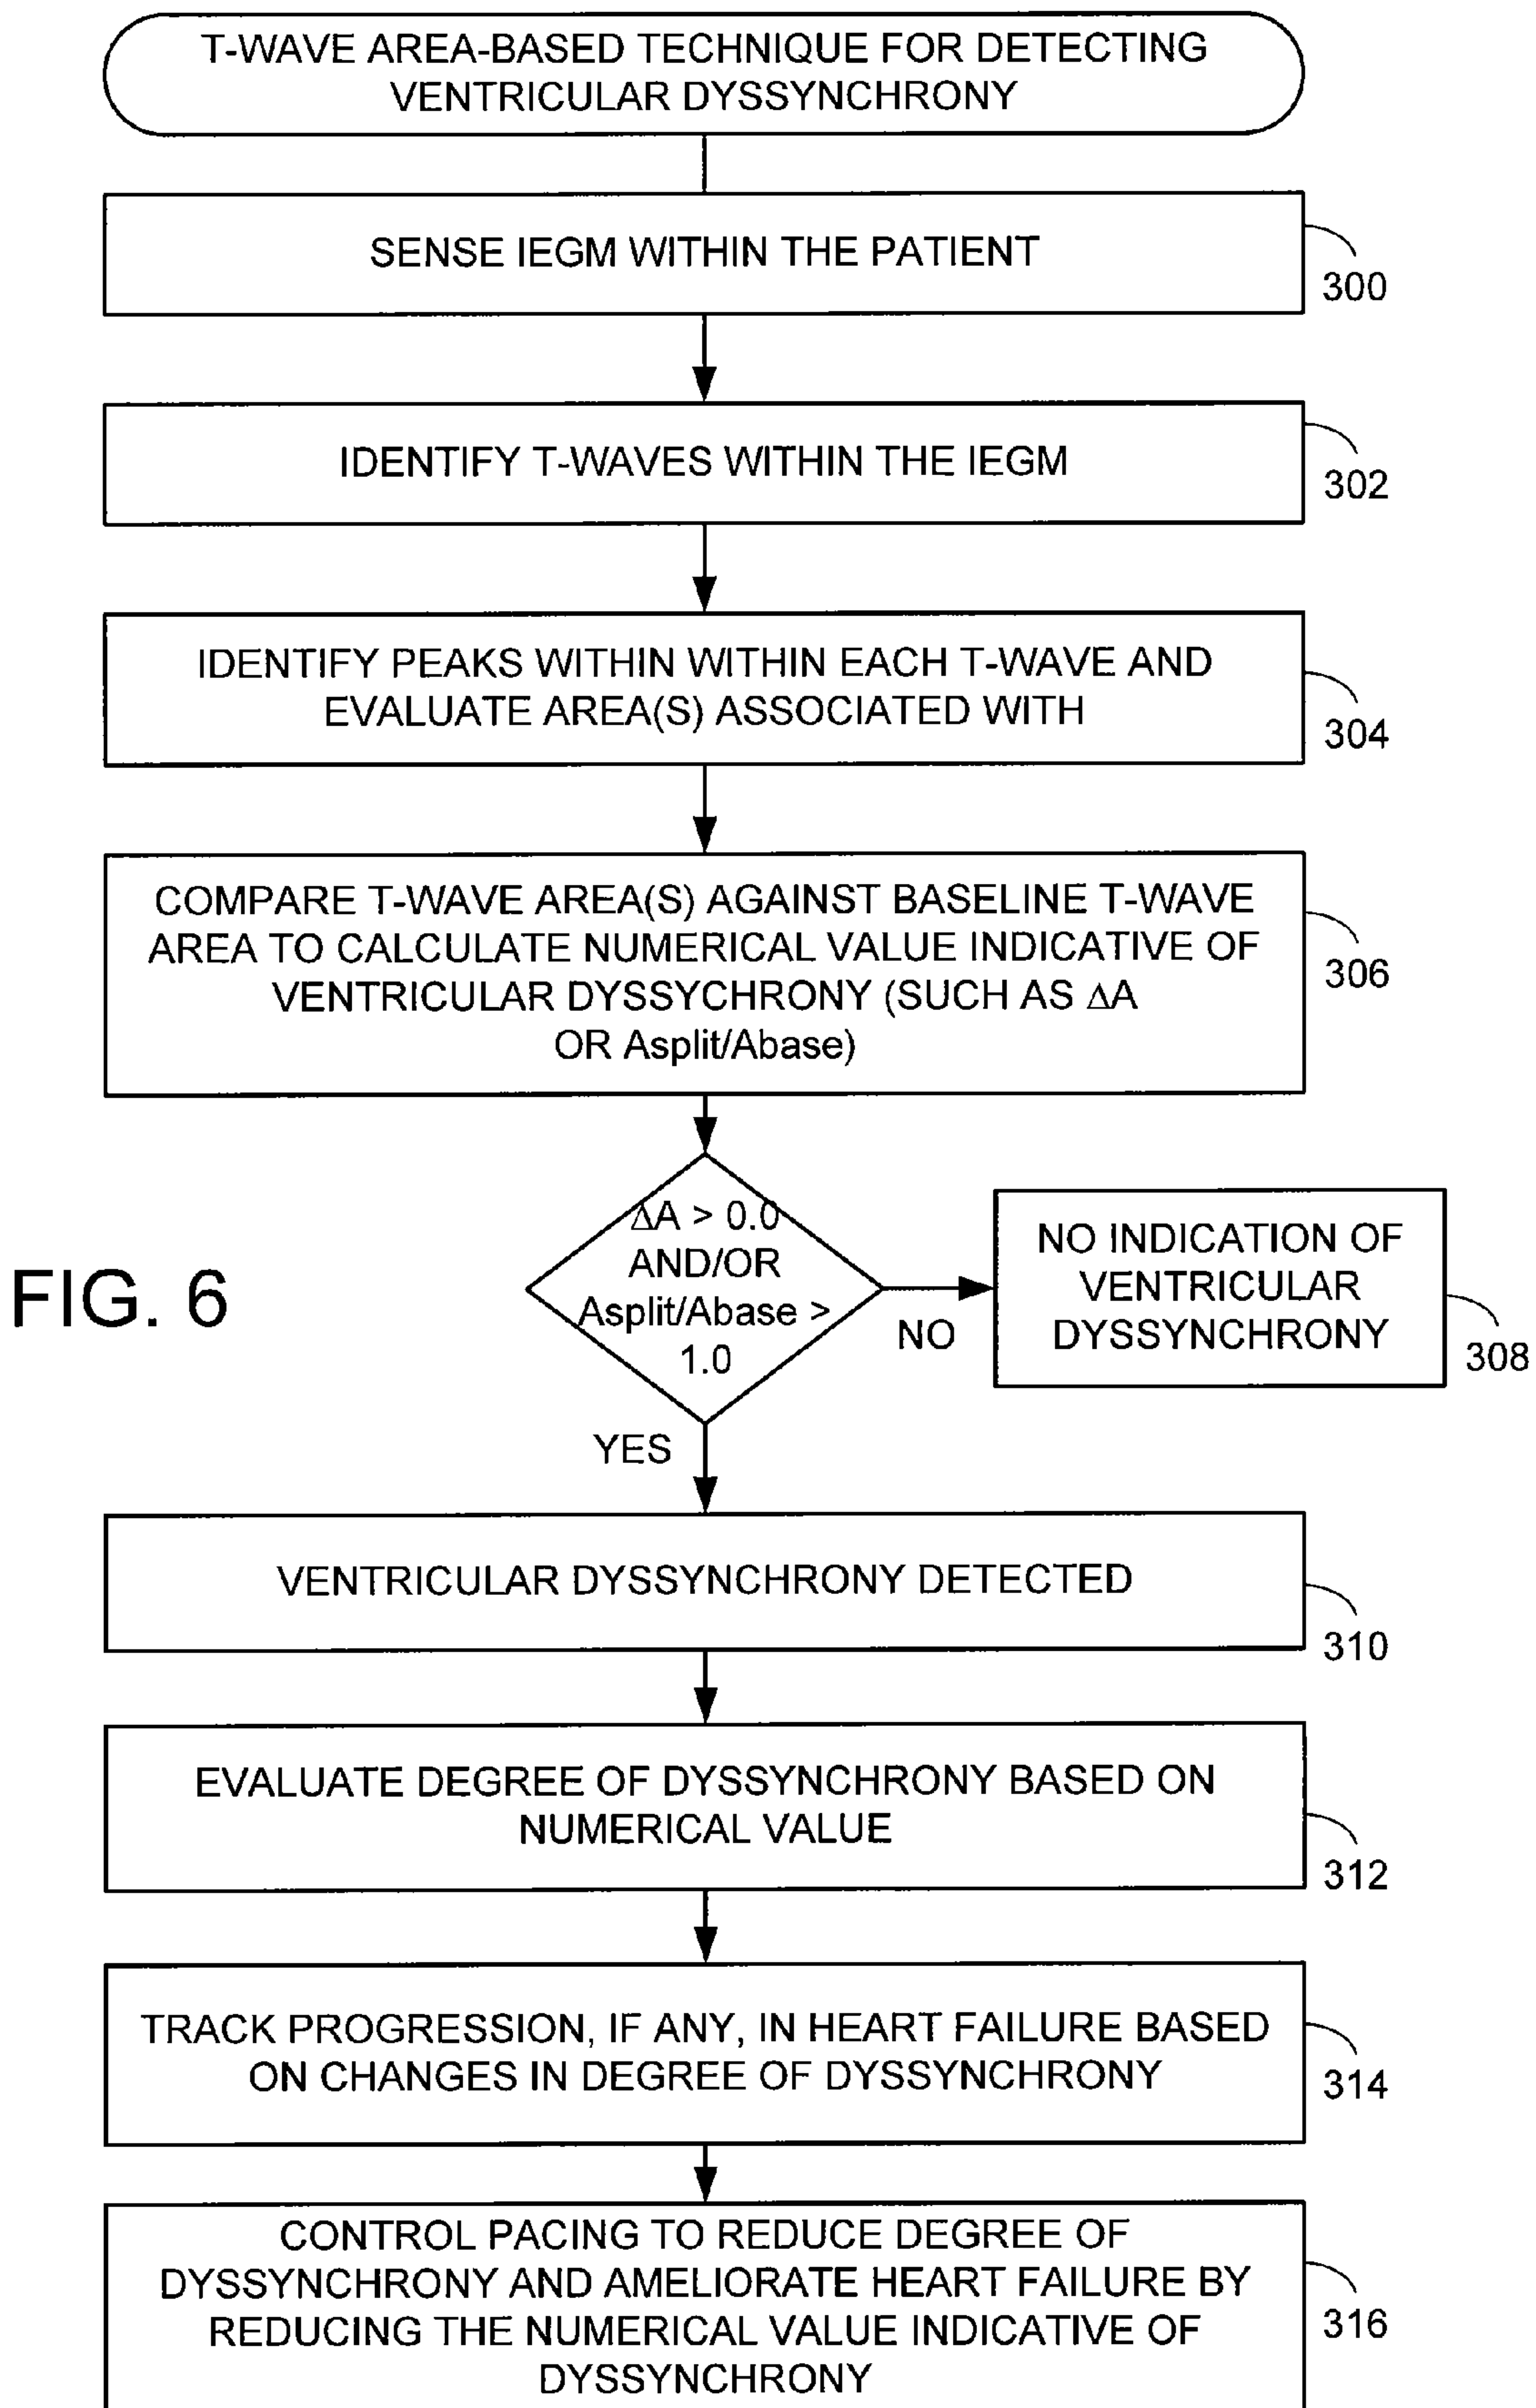 T-WAVE AREA-BASED TECHNIQUE FOR DETECTING
VENTRICULAR DYSSYNCHRONY
SENSE IEGM WITHIN THE PATIENT
300
IDENTIFY T-WAVES WITHIN THE IEGM
302
IDENTIFY PEAKS WITHIN WITHIN EACH T-WAVE AND
EVALUATE AREA(S) ASSOCIATED WITH
304
COMPARE T-WAVE AREA(S) AGAINST BASELINE T-WAVE
AREA TO CALCULATE NUMERICAL VALUE INDICATIVE OF
VENTRICULAR DYSSYCHRONY (SUCH AS ΔA
OR Asplit/Abase)
306
FIG. 6
ΔA > 0.0
AND/OR
Asplit/Abase >
1.0
NO
NO INDICATION OF
VENTRICULAR
DYSSYNCHRONY
308
YES
VENTRICULAR DYSSYNCHRONY DETECTED
310
EVALUATE DEGREE OF DYSSYNCHRONY BASED ON
NUMERICAL VALUE
312
TRACK PROGRESSION, IF ANY, IN HEART FAILURE BASED
ON CHANGES IN DEGREE OF DYSSYNCHRONY
314
CONTROL PACING TO REDUCE DEGREE OF
DYSSYNCHRONY AND AMELIORATE HEART FAILURE BY
REDUCING THE NUMERICAL VALUE INDICATIVE OF
DYSSYNCHRONY
316